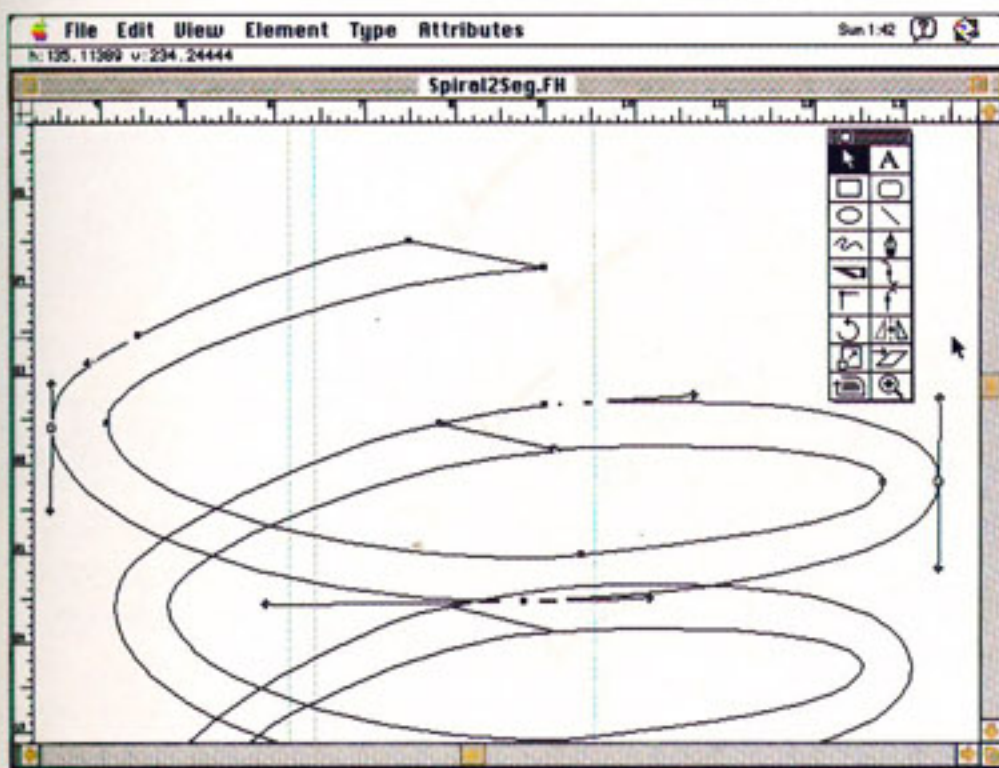 File Edit View Element Type Attributes Sun 1:42
h:135.11389 v:234.24444
Spiral2Seg.FH
A